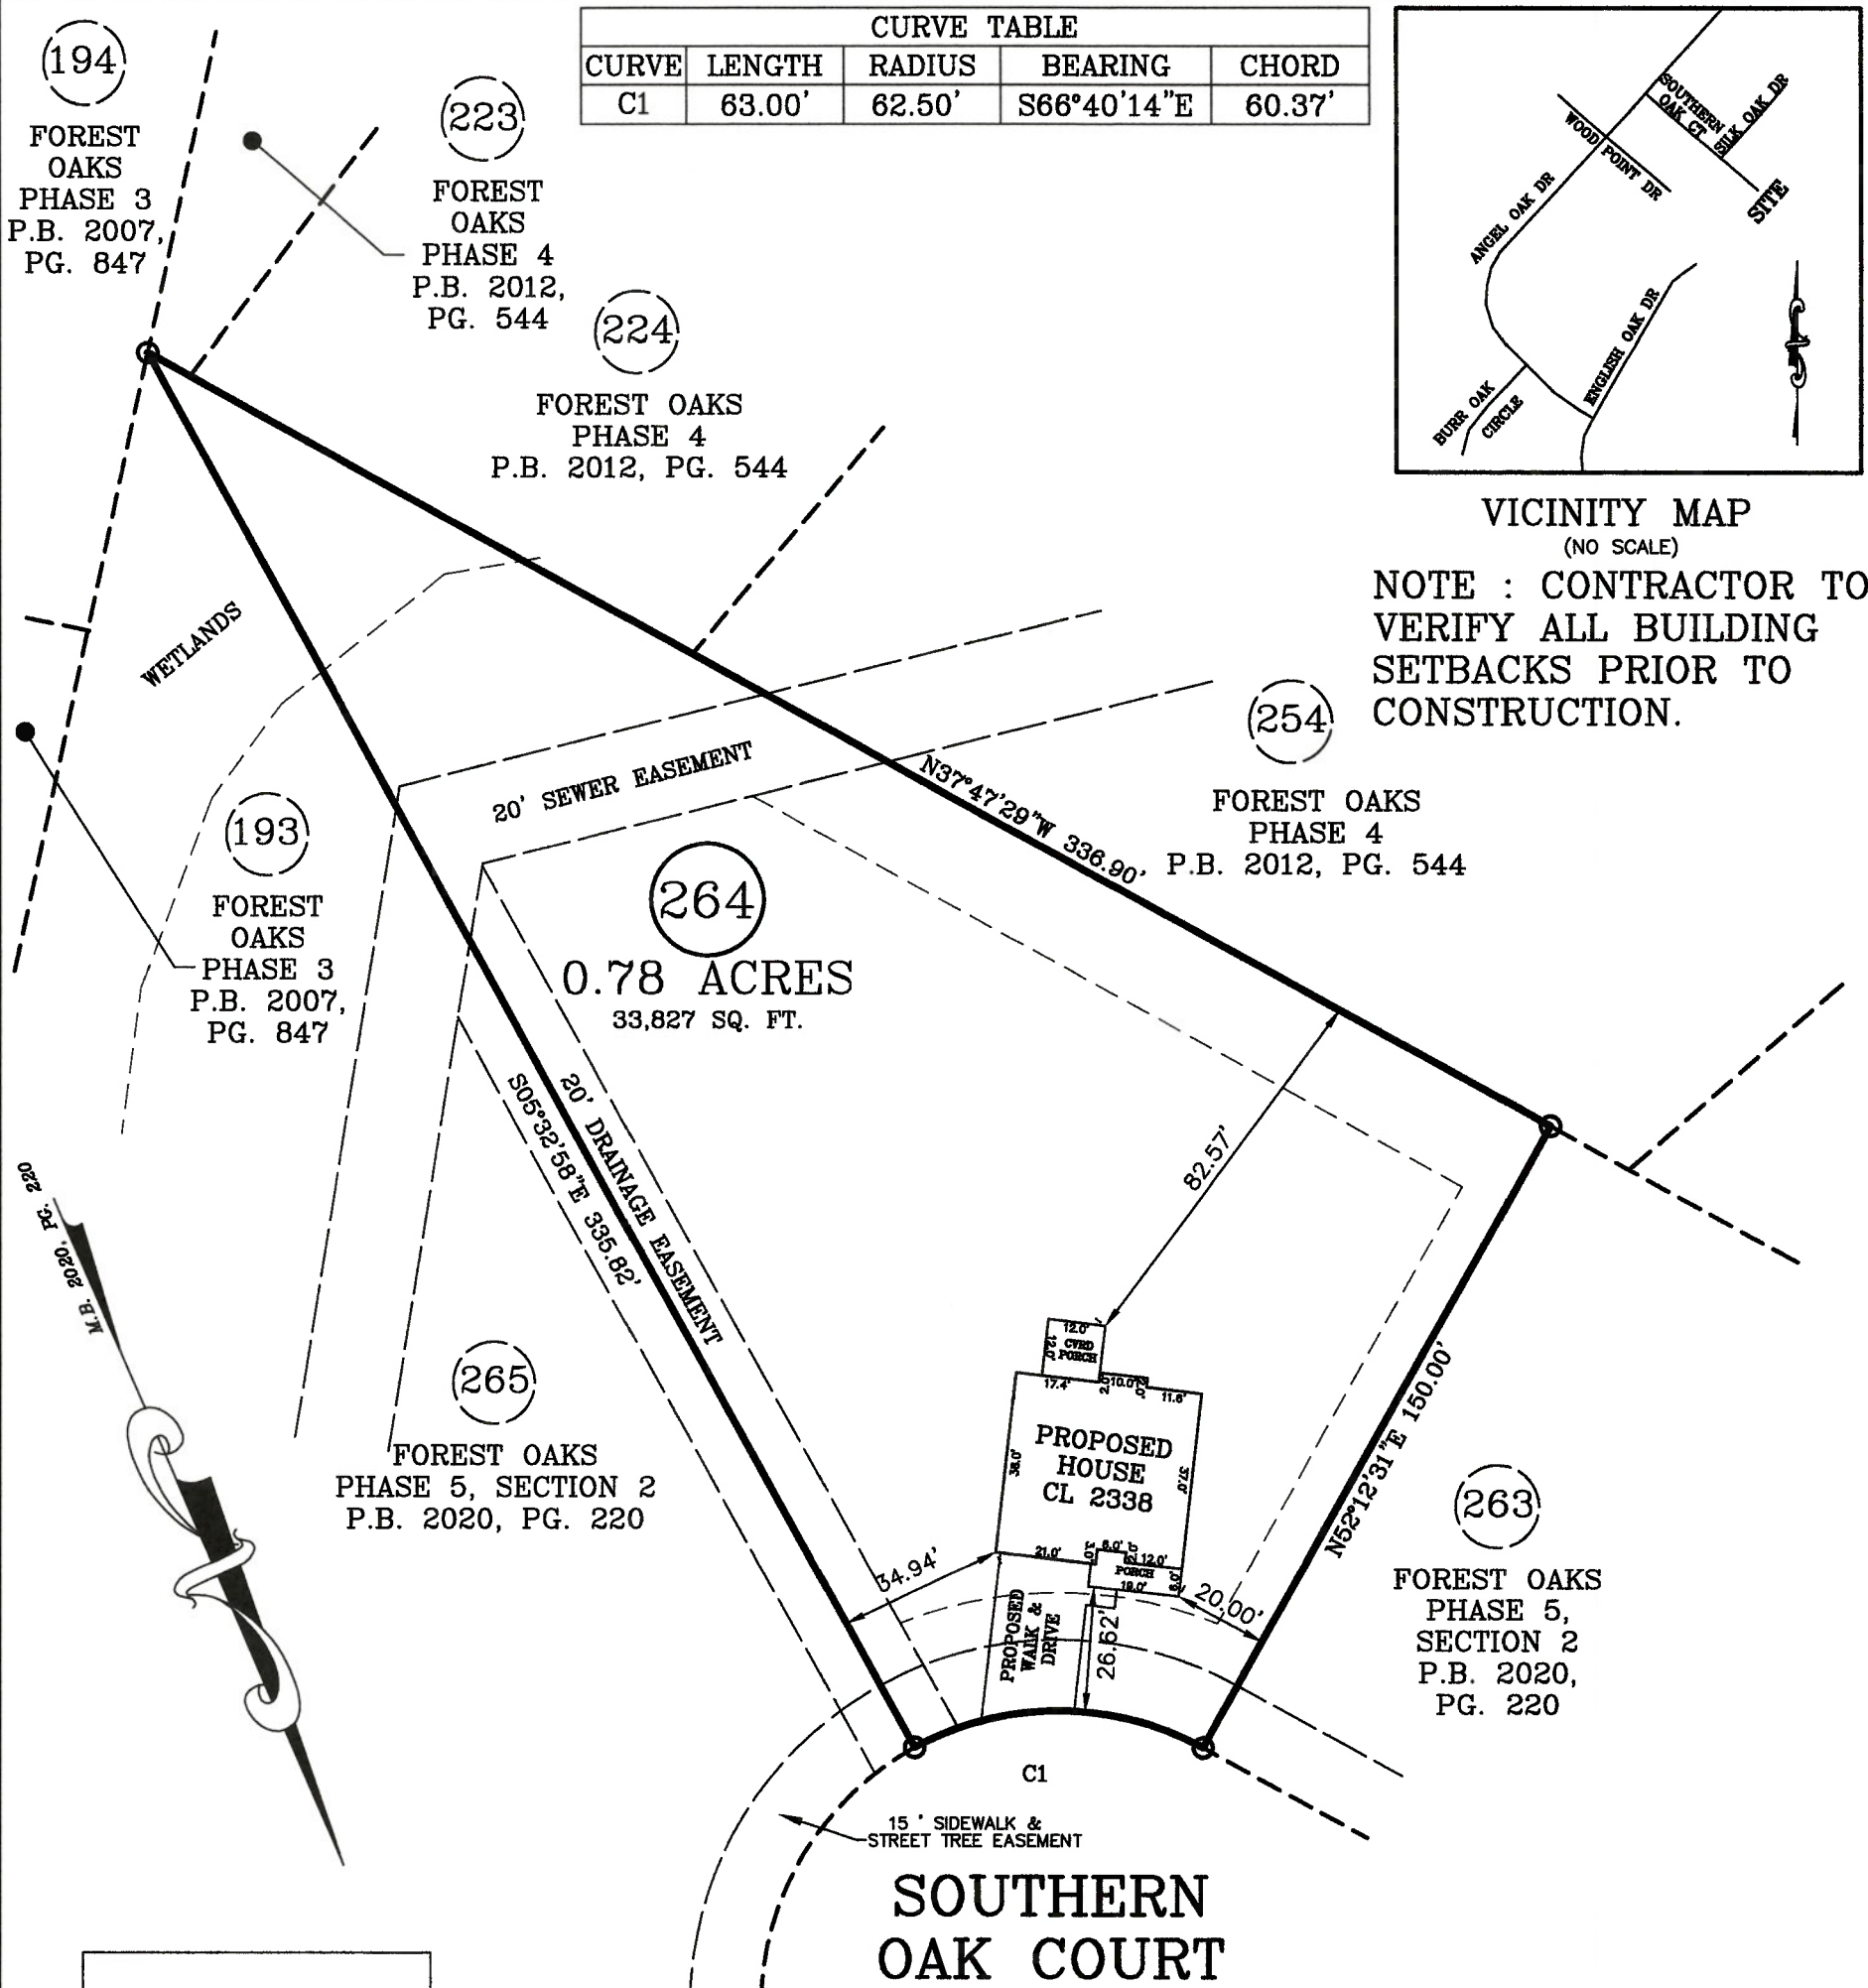 CURVE TABLE
CURVE LENGTH RADIUS BEARING CHORD
C1 63.00' 62.50' S66°40'14"E 60.37'
194
FOREST
OAKS
PHASE 3
P.B. 2007,
PG. 847
223
FOREST
OAKS
PHASE 4
P.B. 2012,
PG. 544
224
FOREST OAKS
PHASE 4
P.B. 2012, PG. 544
SOUTHERN
OAK CT
SILK OAK DR
WOOD POINT DR
SITE
ANGEL OAK DR
ENGLISH OAK DR
BURR OAK
CIRCLE
VICINITY MAP
(NO SCALE)
NOTE : CONTRACTOR TO
VERIFY ALL BUILDING
SETBACKS PRIOR TO
CONSTRUCTION.
WETLANDS
20' SEWER EASEMENT
N37°47'29"W 336.90'
254
FOREST OAKS
PHASE 4
P.B. 2012, PG. 544
193
FOREST
OAKS
PHASE 3
P.B. 2007,
PG. 847
264
0.78 ACRES
33,827 SQ. FT.
20' DRAINAGE EASEMENT
S05°32'58"E 335.82'
82.57'
M.B. 2020, PG. 220
265
FOREST OAKS
PHASE 5, SECTION 2
P.B. 2020, PG. 220
12.0'
12.0'
CVRD
PORCH
17.4'
2.0'
10.0'
11.6'
PROPOSED
HOUSE
CL 2338
38.0'
37.0'
21.0'
3.0'
6.0'
12.0'
PORCH
19.0'
6.0'
N52°12'31"E 150.00'
263
FOREST OAKS
PHASE 5,
SECTION 2
P.B. 2020,
PG. 220
34.94'
20.00'
26.62'
PROPOSED
WALK &
DRIVE
C1
15 ' SIDEWALK &
STREET TREE EASEMENT
SOUTHERN
OAK COURT